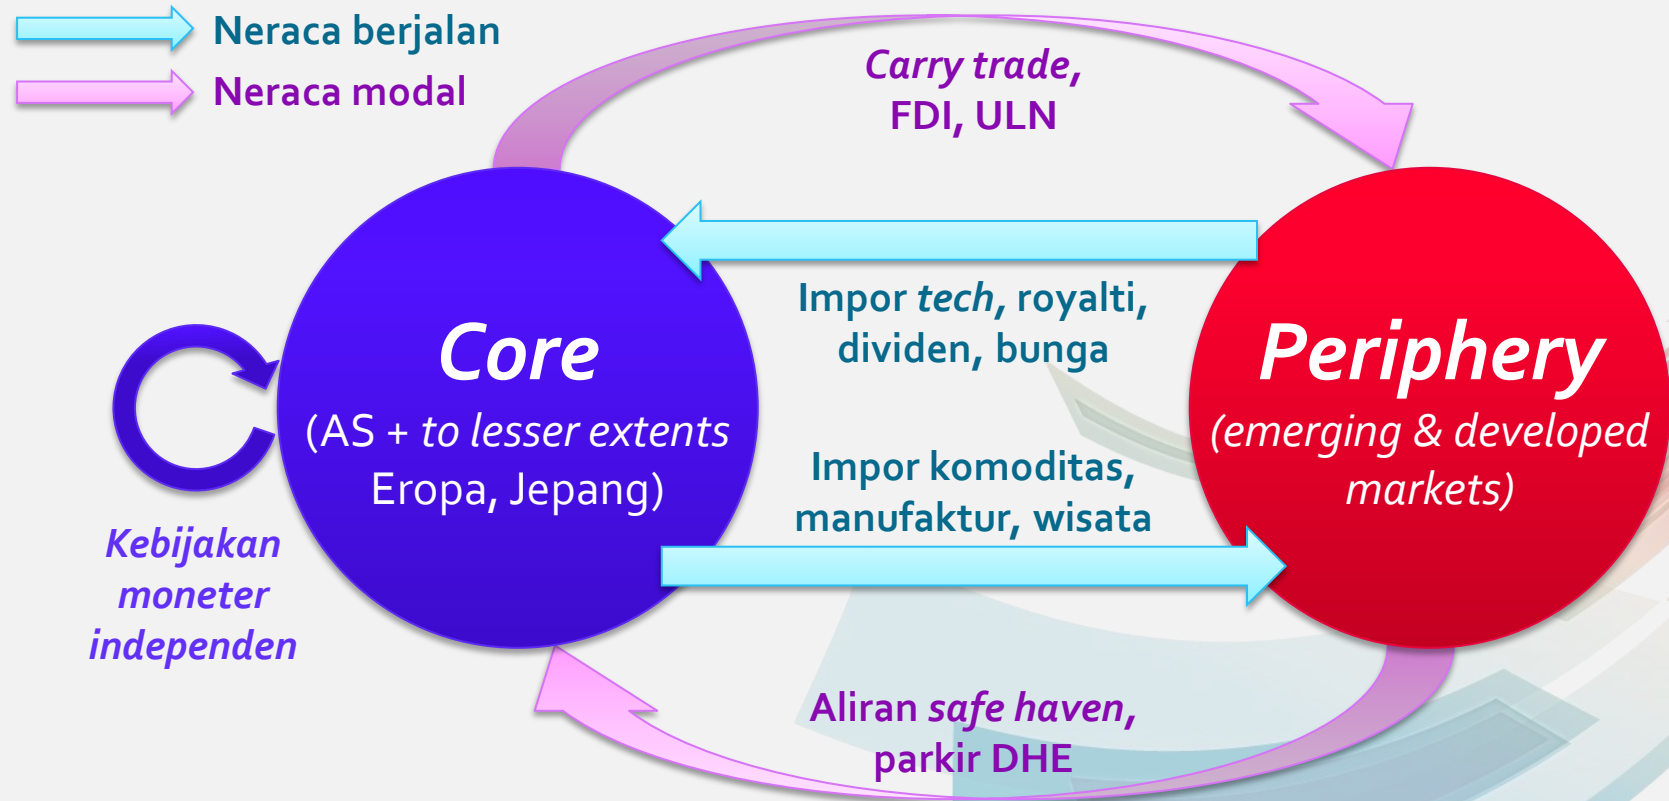 Neraca berjalan
Neraca modal
Carry trade,
FDI, ULN
Impor tech, royalti,
dividen, bunga
Core
(AS + to lesser extents
Eropa, Jepang)
Periphery
(emerging & developed
markets)
Impor komoditas,
manufaktur, wisata
Kebijakan
moneter
independen
Aliran safe haven,
parkir DHE